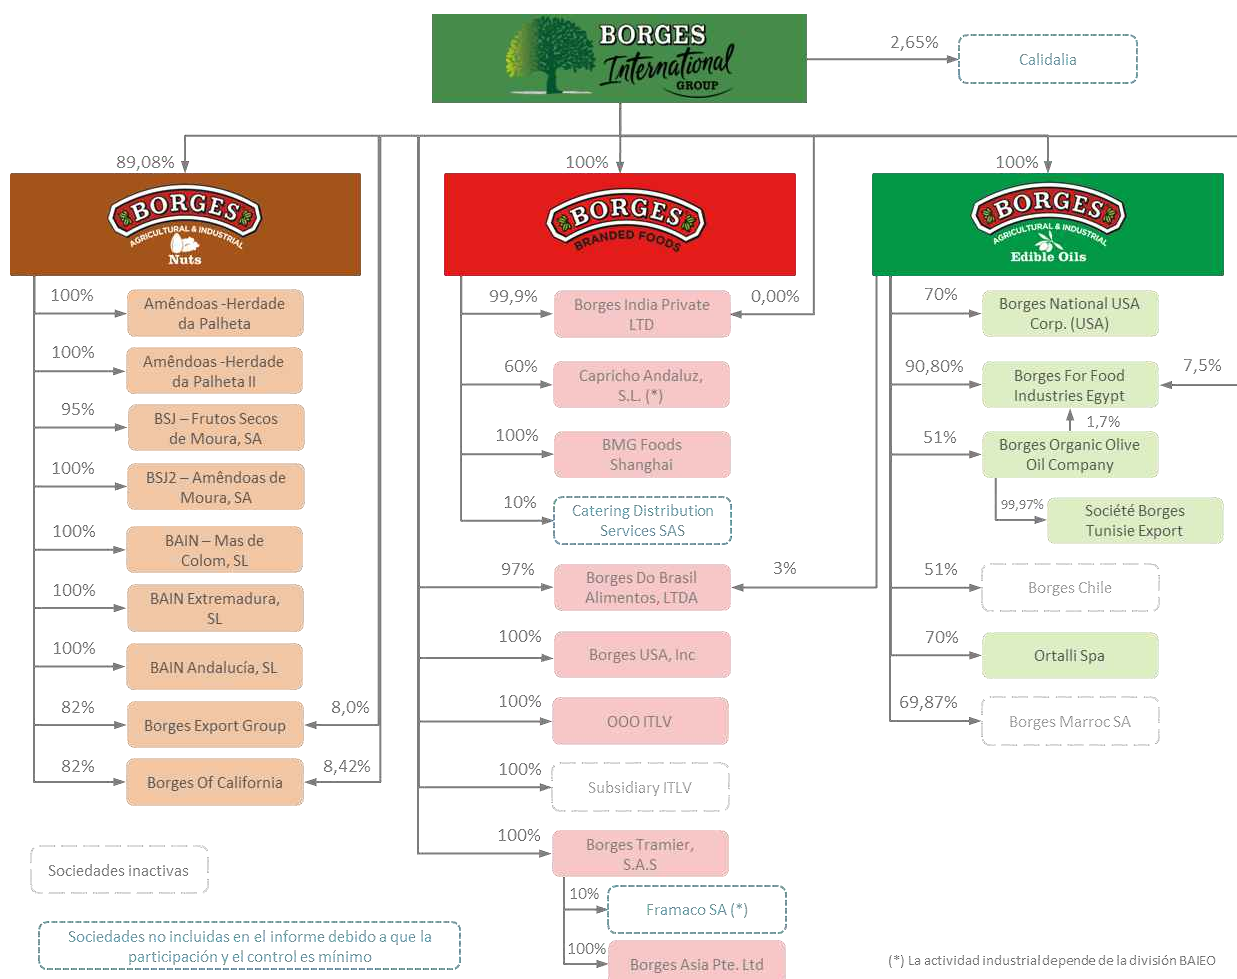 BORGES
International
GROUP
2,65%
Calidalia
89,08%
100%
100%
BORGES
AGRICULTURAL & INDUSTRIAL
Nuts
BORGES
BRANDED FOODS
BORGES
AGRICULTURAL & INDUSTRIAL
Edible Oils
100%
Amêndoas -Herdade
da Palheta
100%
Amêndoas -Herdade
da Palheta II
95%
BSJ – Frutos Secos
de Moura, SA
100%
BSJ2 – Amêndoas de
Moura, SA
100%
BAIN – Mas de
Colom, SL
100%
BAIN Extremadura,
SL
100%
BAIN Andalucía, SL
82%
Borges Export Group
8,0%
82%
Borges Of California
8,42%
99,9%
Borges India Private
LTD
0,00%
60%
Capricho Andaluz,
S.L. (*)
100%
BMG Foods
Shanghai
10%
Catering Distribution
Services SAS
97%
Borges Do Brasil
Alimentos, LTDA
3%
100%
Borges USA, Inc
100%
OOO ITLV
100%
Subsidiary ITLV
100%
Borges Tramier,
S.A.S
10%
Framaco SA (*)
100%
Borges Asia Pte. Ltd
70%
Borges National USA
Corp. (USA)
90,80%
Borges For Food
Industries Egypt
7,5%
1,7%
51%
Borges Organic Olive
Oil Company
99,97%
Société Borges
Tunisie Export
51%
Borges Chile
70%
Ortalli Spa
69,87%
Borges Marroc SA
Sociedades inactivas
Sociedades no incluidas en el informe debido a que la
participación y el control es mínimo
(*) La actividad industrial depende de la división BAIEO